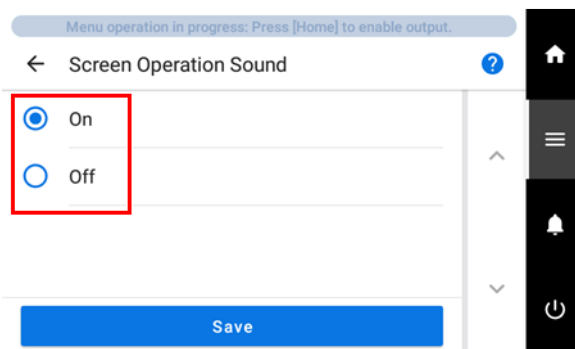 Menu operation in progress: Press [Home] to enable output.
Screen Operation Sound
?
On
Off
Save